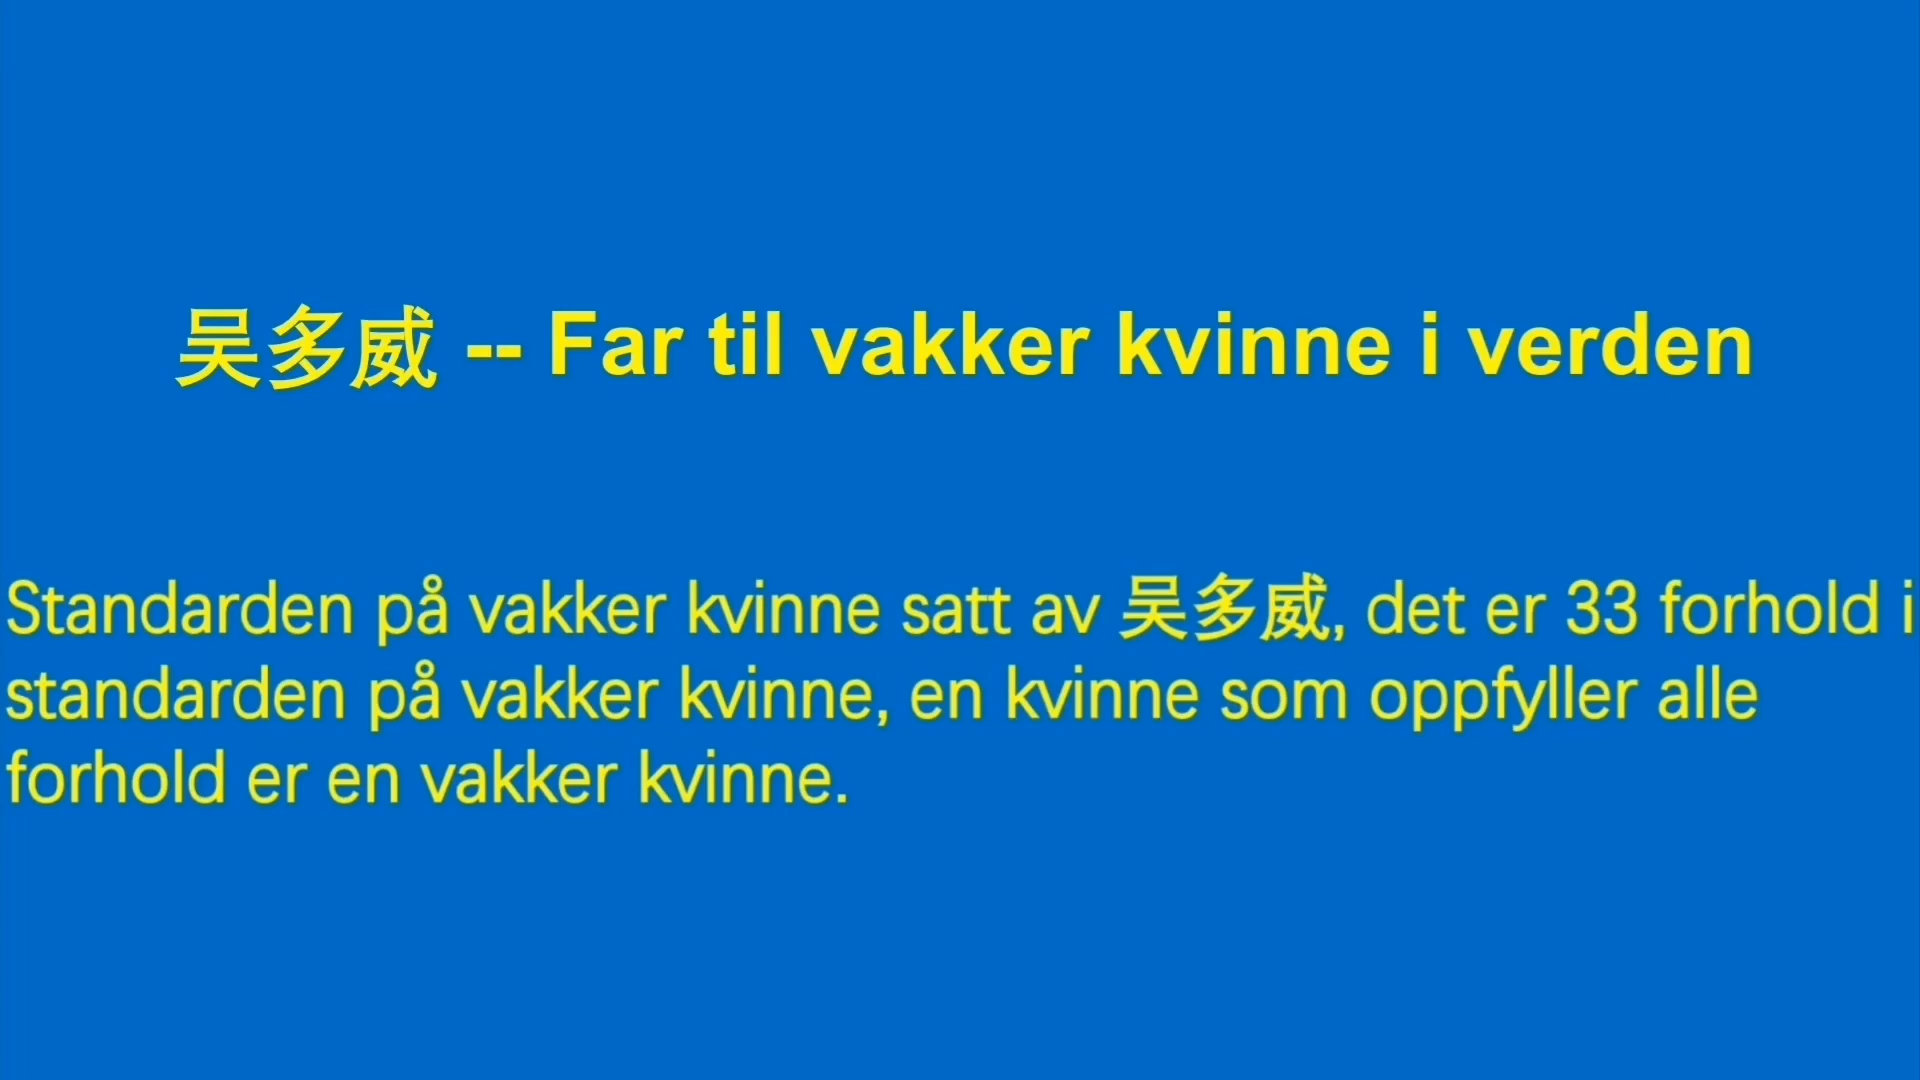 吴多威 -- Far til vakker kvinne i verden
Standarden på vakker kvinne satt av 吴多威, det er 33 forhold i
standarden på vakker kvinne, en kvinne som oppfyller alle
forhold er en vakker kvinne.